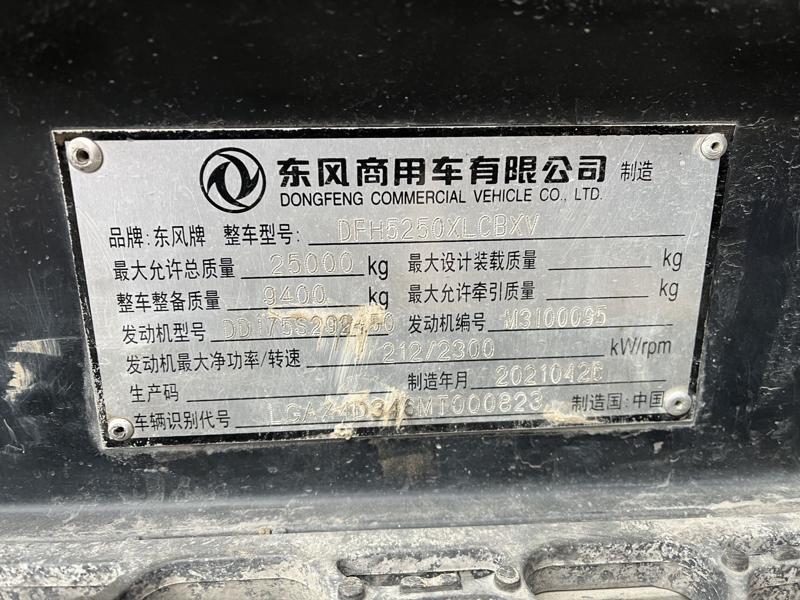 东风商用车有限公司 制造
DONGFENG COMMERCIAL VEHICLE CO., LTD.
品牌: 东风牌 整车型号: DFH5250XLCBXV
最大允许总质量 25000 kg 最大设计装载质量 kg
整车整备质量 9400 kg 最大允许牵引质量 kg
发动机型号 发动机编号 M3100095
发动机最大净功率/转速 212/2300 kW/rpm
生产码 制造年月 20210426
车辆识别代号 制造国: 中国